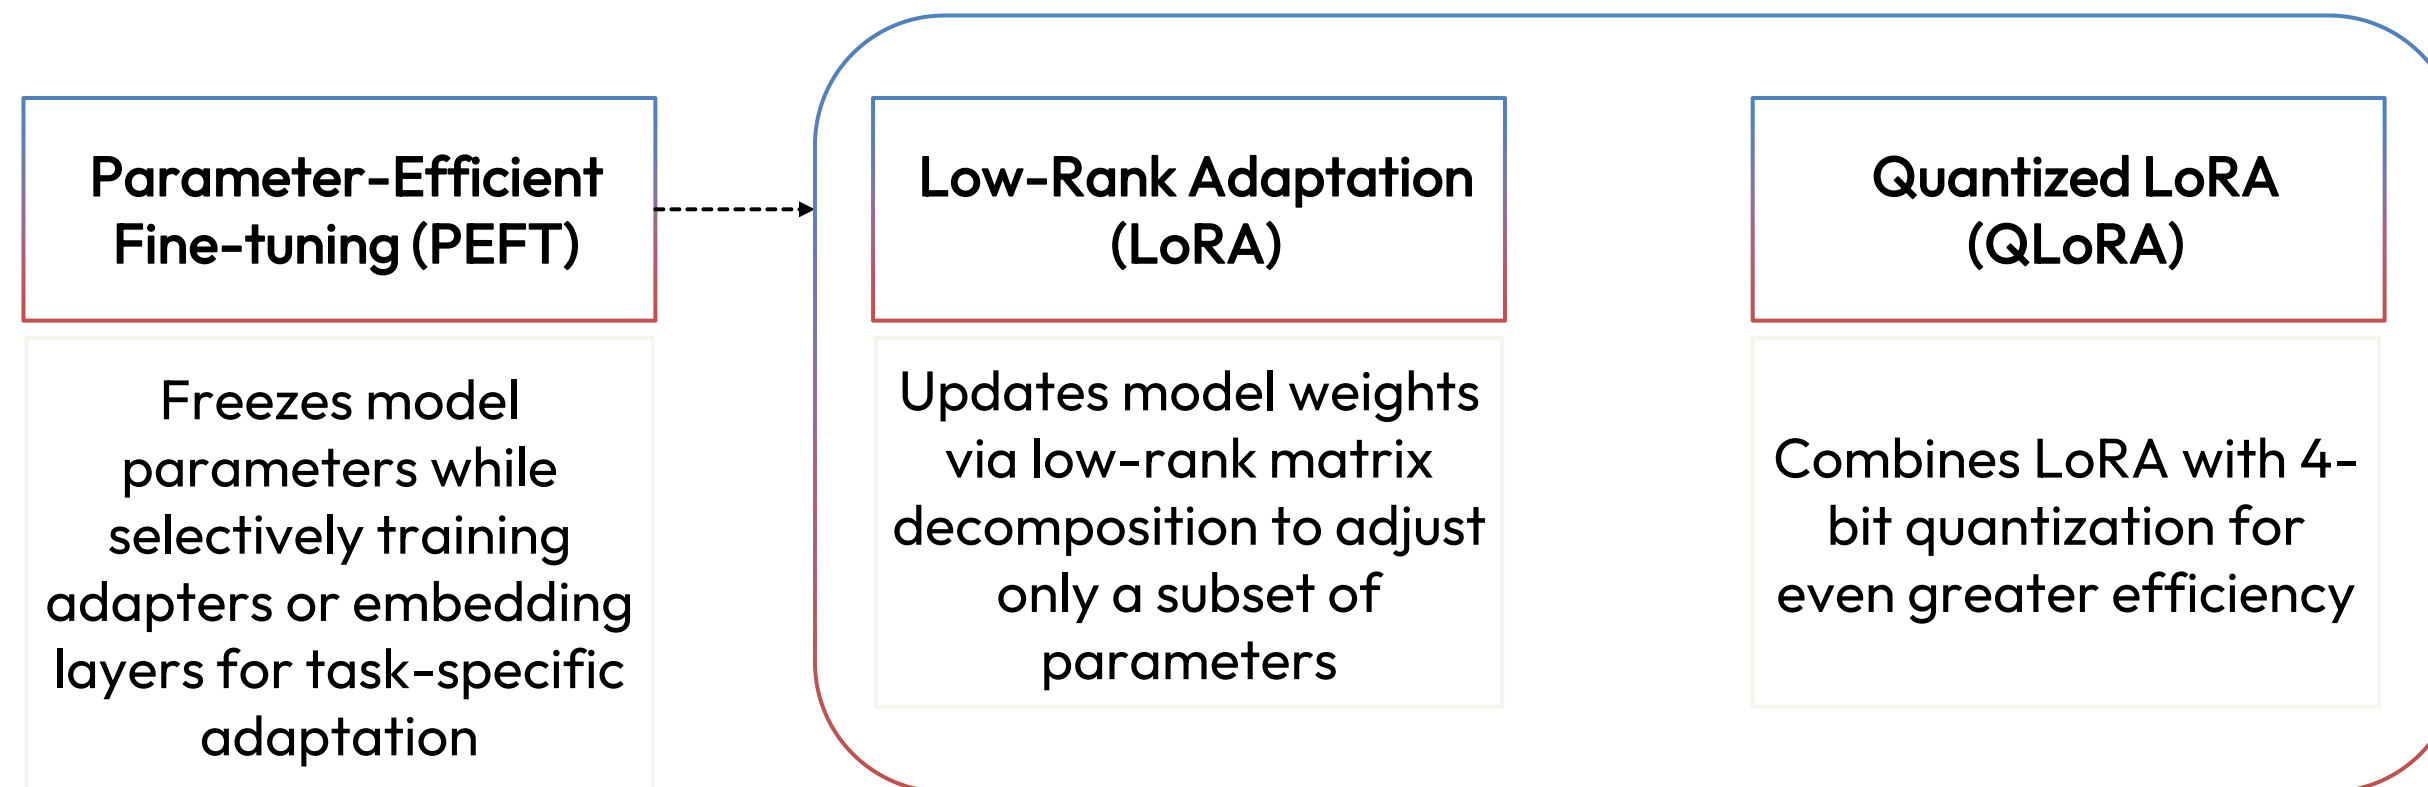 Parameter-Efficient
Fine-tuning (PEFT)
Freezes model
parameters while
selectively training
adapters or embedding
layers for task-specific
adaptation
Low-Rank Adaptation
(LoRA)
Updates model weights
via low-rank matrix
decomposition to adjust
only a subset of
parameters
Quantized LoRA
(QLoRA)
Combines LoRA with 4-
bit quantization for
even greater efficiency